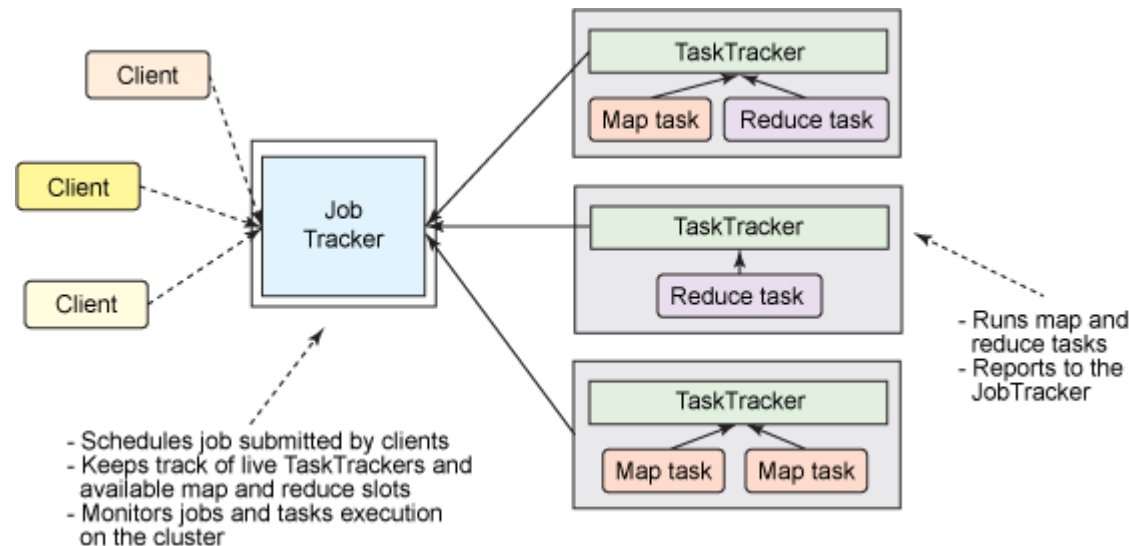 Client
Client
Client
Job
Tracker
- Schedules job submitted by clients
- Keeps track of live TaskTrackers and
available map and reduce slots
- Monitors jobs and tasks execution
on the cluster
TaskTracker
Map task
Reduce task
TaskTracker
Reduce task
TaskTracker
Map task
Map task
- Runs map and
reduce tasks
- Reports to the
JobTracker